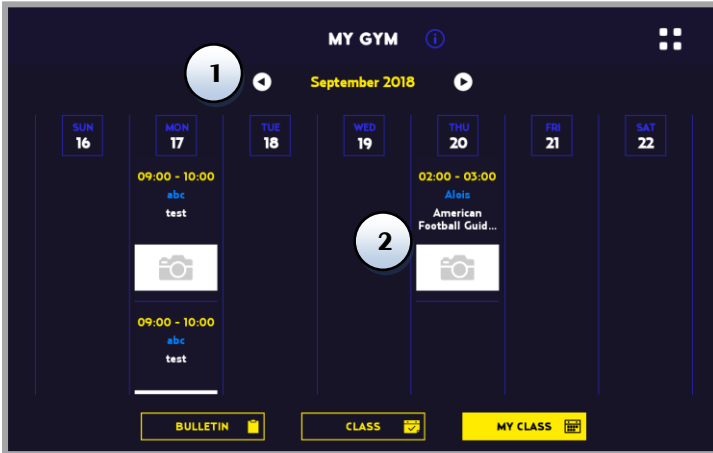 MY GYM
1
September 2018
SUN MON TUE WED THU FRI SAT
16 17 18 19 20 21 22
09:00 - 10:00 02:00 - 03:00
abc Alois
test American
Football Guid...
2
09:00 - 10:00
abc
test
BULLETIN CLASS MY CLASS